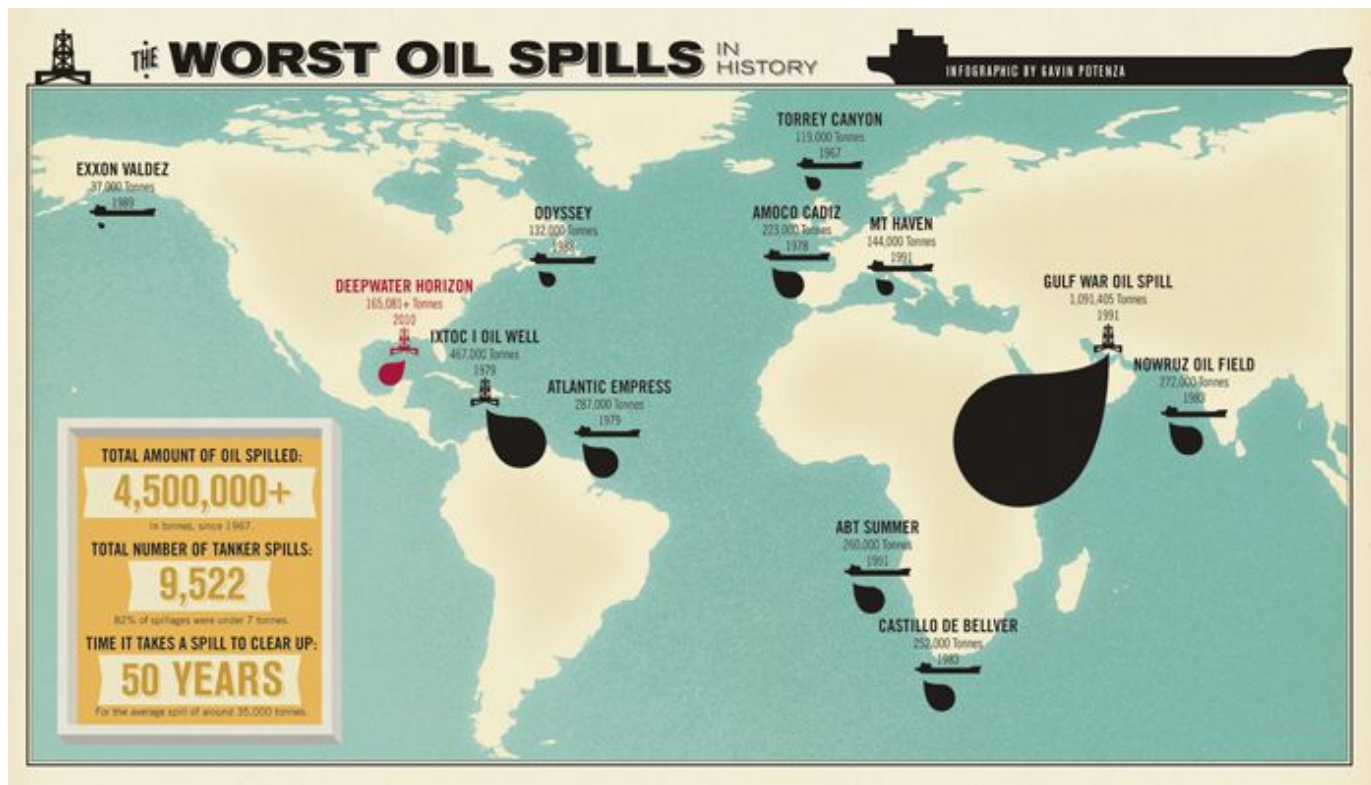 THE WORST OIL SPILLS IN HISTORY
INFOGRAPHIC BY GAVIN POTENZA
TORREY CANYON
119,000 Tonnes
1967
EXXON VALDEZ
37,000 Tonnes
1989
ODYSSEY
132,000 Tonnes
1988
AMOCO CADIZ
223,000 Tonnes
1978
MT HAVEN
144,000 Tonnes
1991
GULF WAR OIL SPILL
1,091,405 Tonnes
1991
DEEPWATER HORIZON
165,081+ Tonnes
2010
IXTOC I OIL WELL
467,000 Tonnes
1979
NOWRUZ OIL FIELD
272,000 Tonnes
1983
ATLANTIC EMPRESS
287,000 Tonnes
1979
ABT SUMMER
260,000 Tonnes
1991
CASTILLO DE BELLVER
252,000 Tonnes
1983
TOTAL AMOUNT OF OIL SPILLED:
4,500,000+
In tonnes, since 1967.
TOTAL NUMBER OF TANKER SPILLS:
9,522
82% of spillages were under 7 tonnes.
TIME IT TAKES A SPILL TO CLEAR UP:
50 YEARS
For the average spill of around 35,000 tonnes.